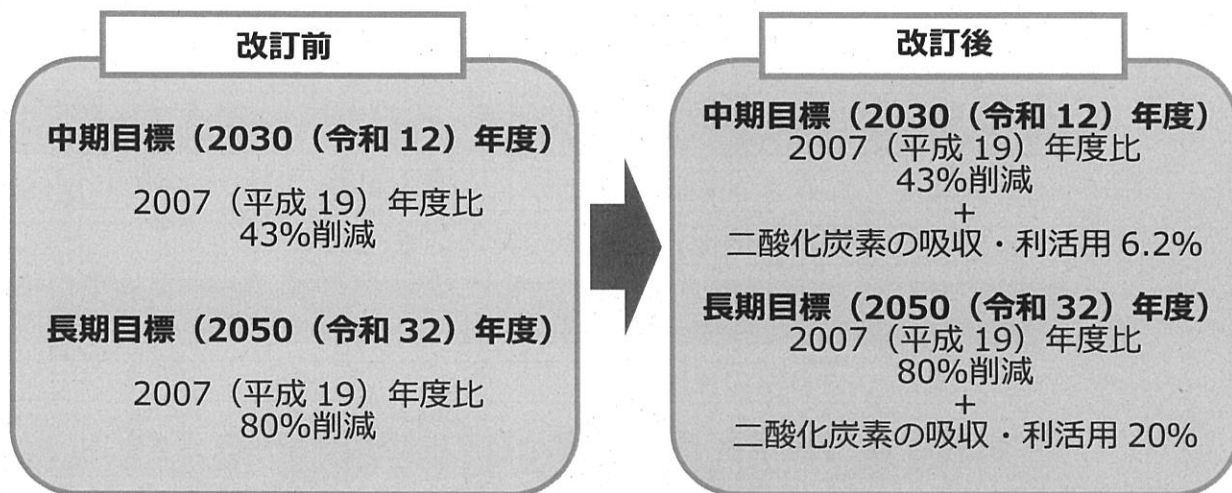 改訂前
中期目標（2030（令和 12）年度）
2007（平成 19）年度比
43%削減
長期目標（2050（令和 32）年度）
2007（平成 19）年度比
80%削減
改訂後
中期目標（2030（令和 12）年度）
2007（平成 19）年度比
43%削減
+
二酸化炭素の吸収・利活用 6.2%
長期目標（2050（令和 32）年度）
2007（平成 19）年度比
80%削減
+
二酸化炭素の吸収・利活用 20%